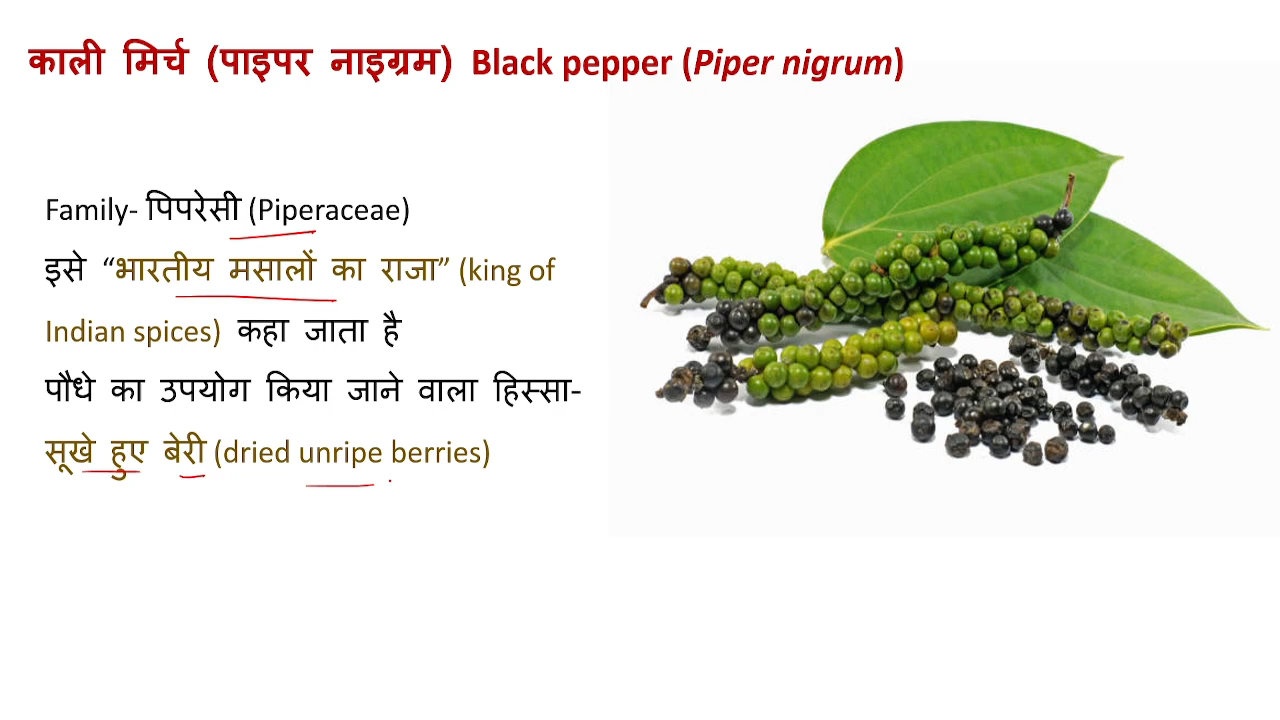 काली मिर्च (पाइपर नाइग्रम) Black pepper (Piper nigrum)
Family- पिपरेसी (Piperaceae)
इसे “भारतीय मसालों का राजा” (king of
Indian spices) कहा जाता है
पौधे का उपयोग किया जाने वाला हिस्सा-
सूखे हुए बेरी (dried unripe berries)